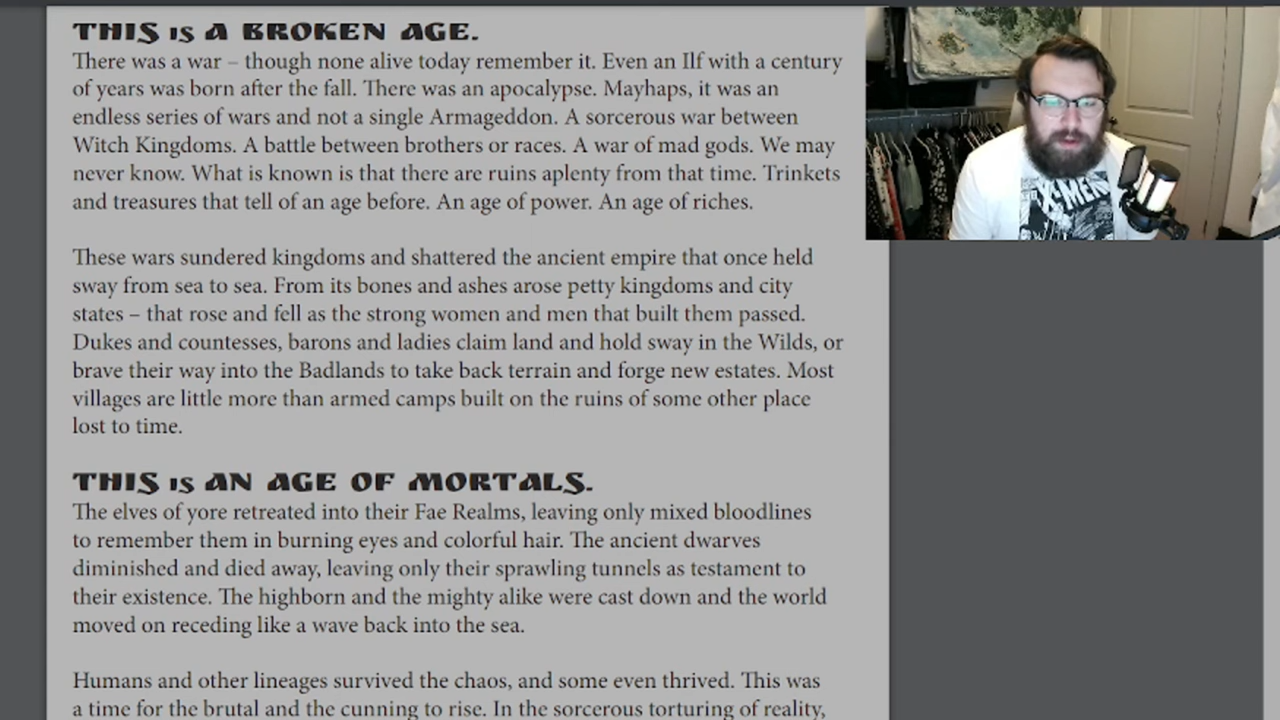 THIS is A BROKEN AGE.
There was a war – though none alive today remember it. Even an Ilf with a century
of years was born after the fall. There was an apocalypse. Mayhaps, it was an
endless series of wars and not a single Armageddon. A sorcerous war between
Witch Kingdoms. A battle between brothers or races. A war of mad gods. We may
never know. What is known is that there are ruins aplenty from that time. Trinkets
and treasures that tell of an age before. An age of power. An age of riches.
These wars sundered kingdoms and shattered the ancient empire that once held
sway from sea to sea. From its bones and ashes arose petty kingdoms and city
states – that rose and fell as the strong women and men that built them passed.
Dukes and countesses, barons and ladies claim land and hold sway in the Wilds, or
brave their way into the Badlands to take back terrain and forge new estates. Most
villages are little more than armed camps built on the ruins of some other place
lost to time.
THIS is AN AGE OF MORTALS.
The elves of yore retreated into their Fae Realms, leaving only mixed bloodlines
to remember them in burning eyes and colorful hair. The ancient dwarves
diminished and died away, leaving only their sprawling tunnels as testament to
their existence. The highborn and the mighty alike were cast down and the world
moved on receding like a wave back into the sea.
Humans and other lineages survived the chaos, and some even thrived. This was
a time for the brutal and the cunning to rise. In the sorcerous torturing of reality,
X-MEN